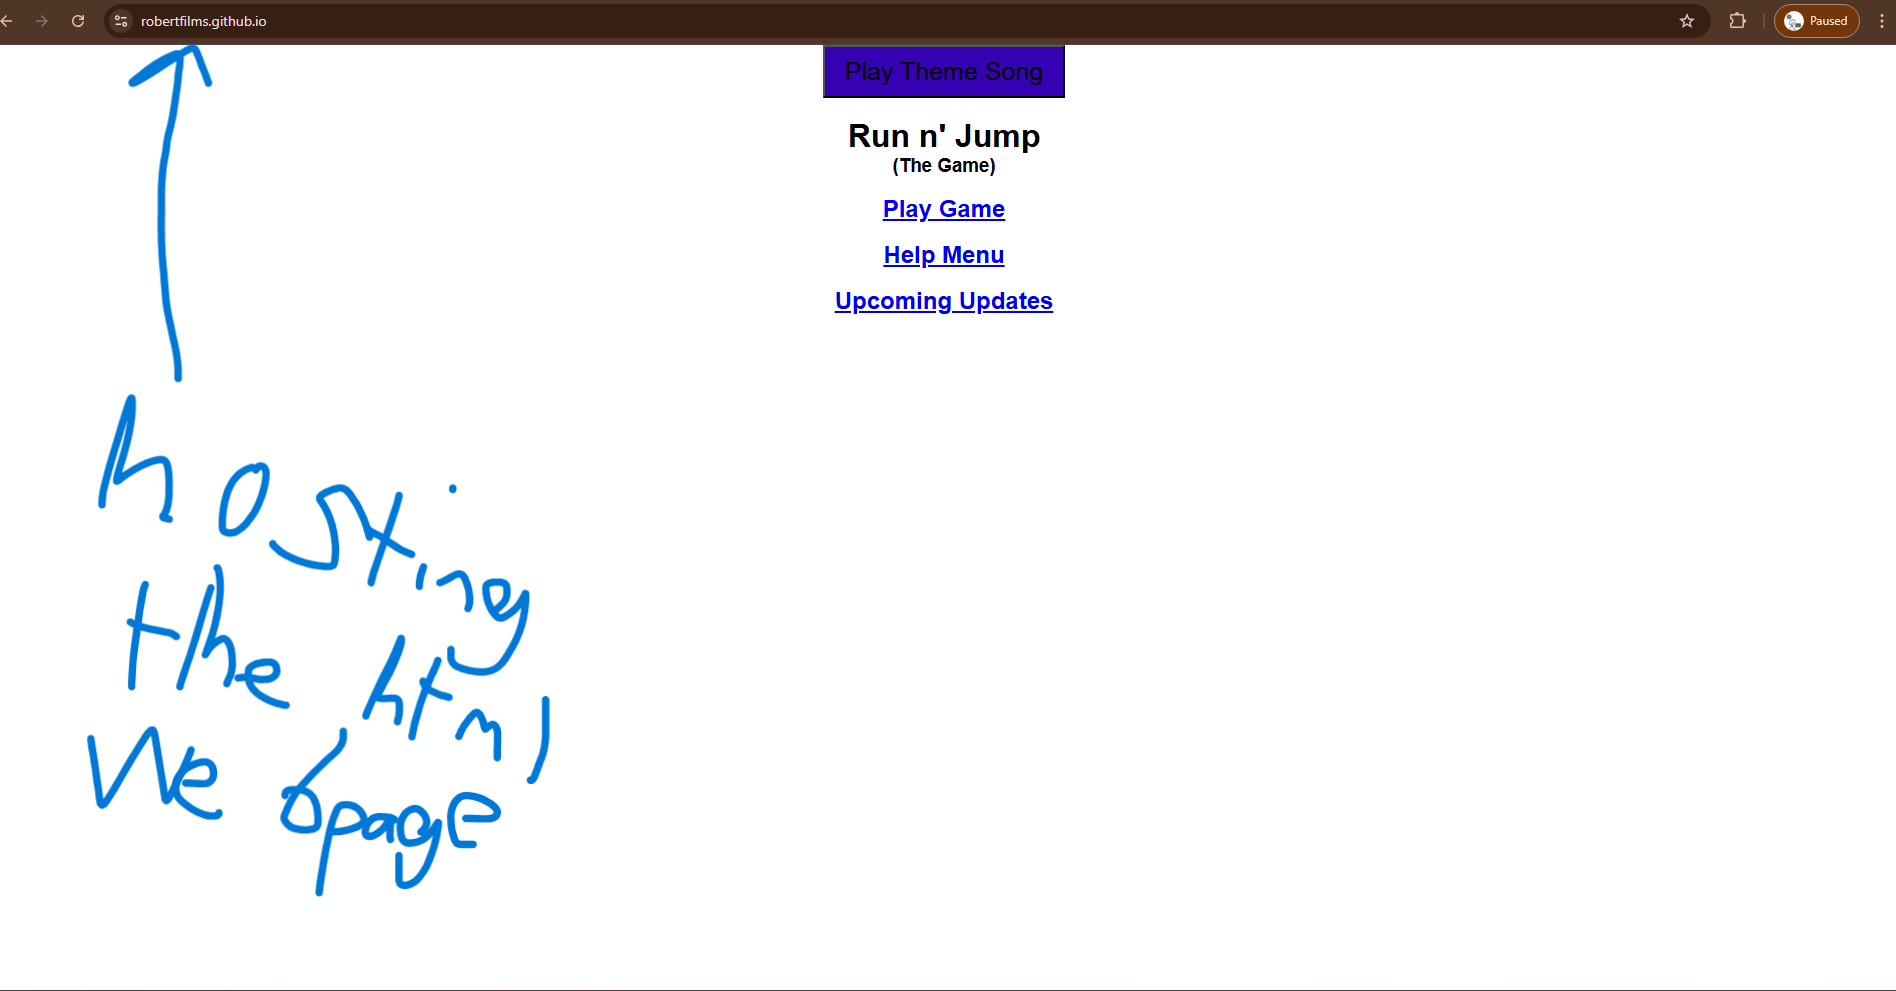 robertfilms.github.io
Paused
Play Theme Song
Run n' Jump
(The Game)
Play Game
Help Menu
Upcoming Updates
hosting
the html
we bpage